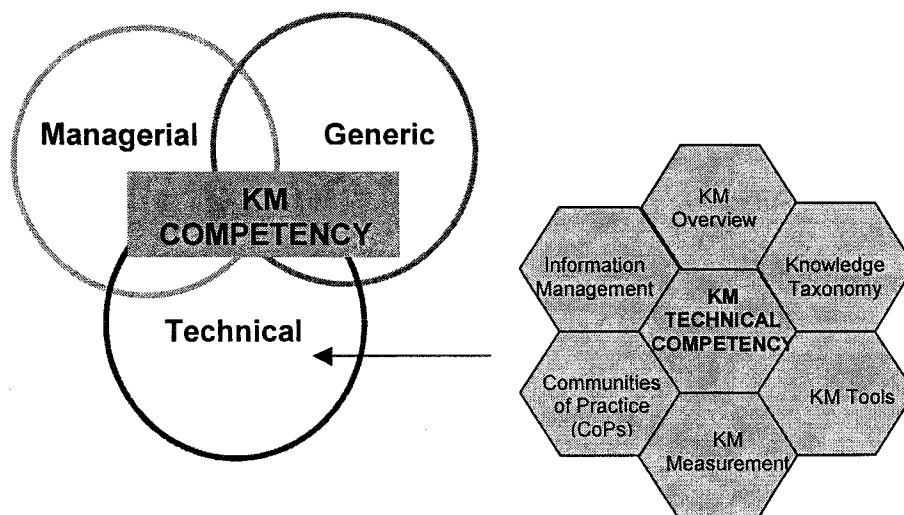 Managerial
Generic
KM
COMPETENCY
Technical
KM
Overview
Information
Management
Knowledge
Taxonomy
KM
TECHNICAL
COMPETENCY
Communities
of Practice
(CoPs)
KM Tools
KM
Measurement